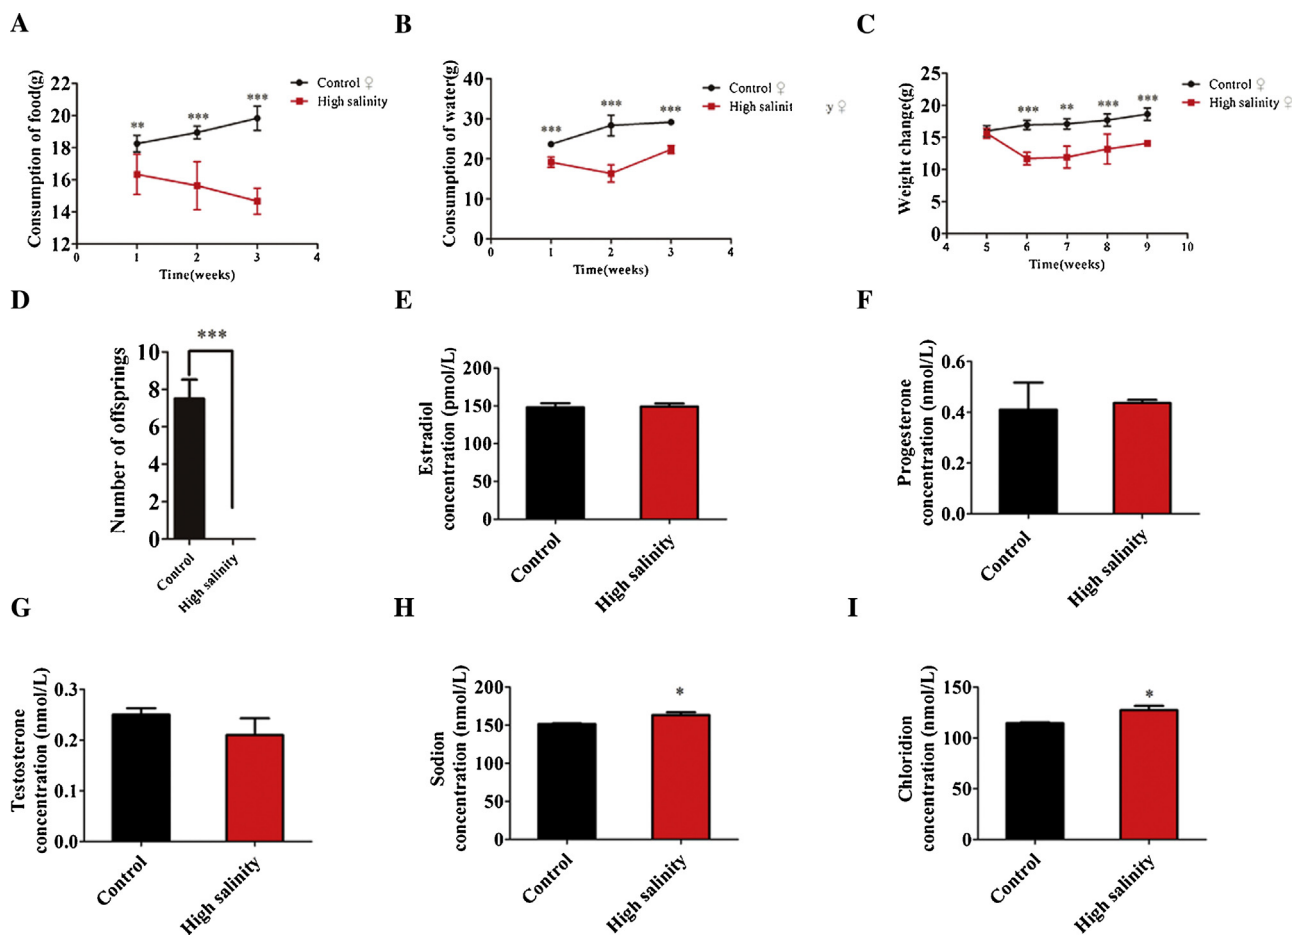 A
B
C
Consumption of food(g)
22
20
18
16
14
12
0
1
2
3
4
Time(weeks)
**
***
***
Control ♀
High salinity
Consumption of water(g)
40
30
20
10
0
0
1
2
3
4
Time(weeks)
***
***
***
Control ♀
High salinit y ♀
Weight change(g)
25
20
15
10
5
0
4
5
6
7
8
9
10
Time(weeks)
***
**
***
***
Control ♀
High salinity ♀
D
E
F
Number of offsprings
10
8
6
4
2
0
***
Control
High salinity
Estradiol
concentration (pmol/L)
200
150
100
50
0
Control
High salinity
Progesterone
concentration (nmol/L)
0.6
0.4
0.2
0.0
Control
High salinity
G
H
I
Testosterone
concentration (nmol/L)
0.3
0.2
0.1
0.0
Control
High salinity
Sodion
concentration (nmol/L)
200
150
100
50
0
*
Control
High salinity
Chloridion
concentration (nmol/L)
150
100
50
0
*
Control
High salinity